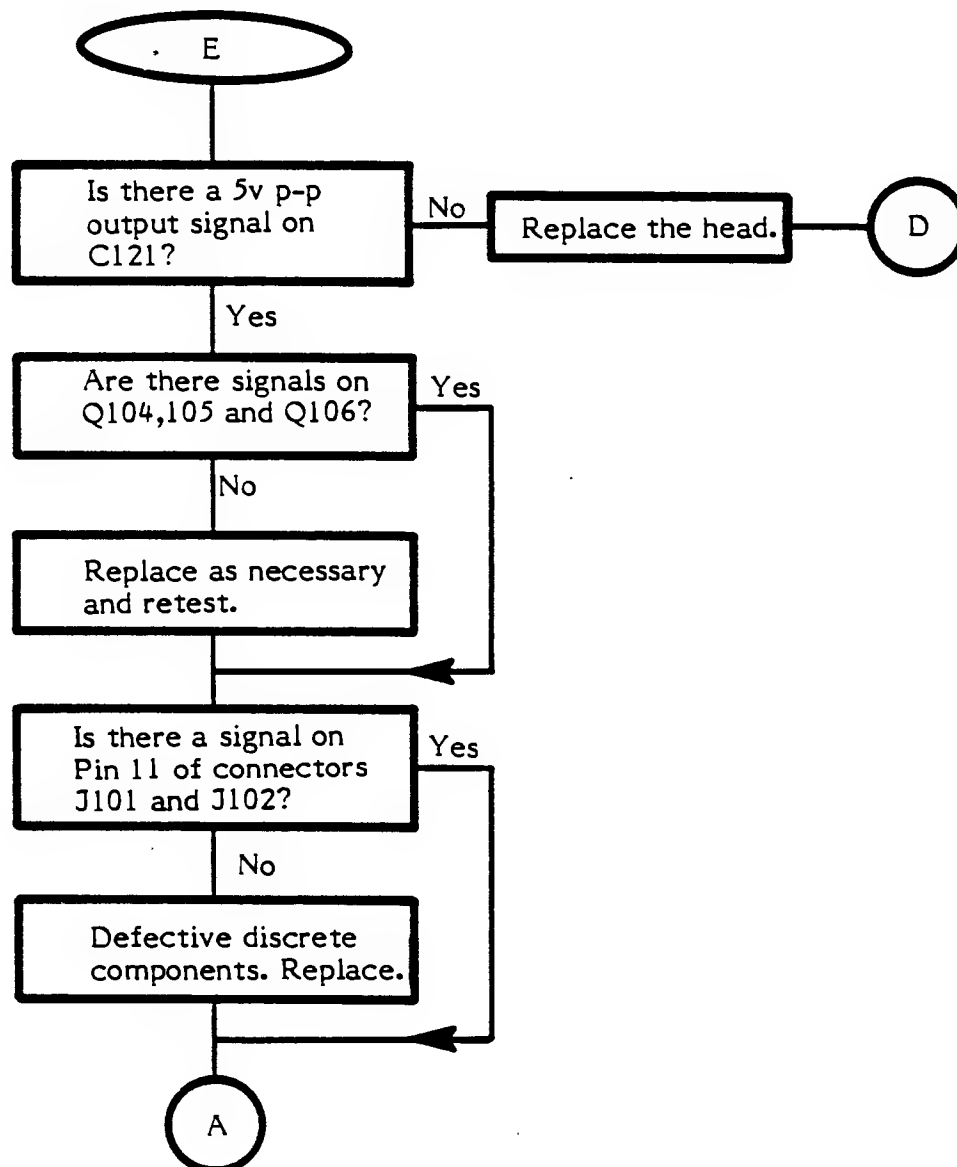 E
Is there a 5v p-p
output signal on
C121?
No
Replace the head.
D
Yes
Are there signals on
Q104,105 and Q106?
Yes
No
Replace as necessary
and retest.
Is there a signal on
Pin 11 of connectors
J101 and J102?
Yes
No
Defective discrete
components. Replace.
A